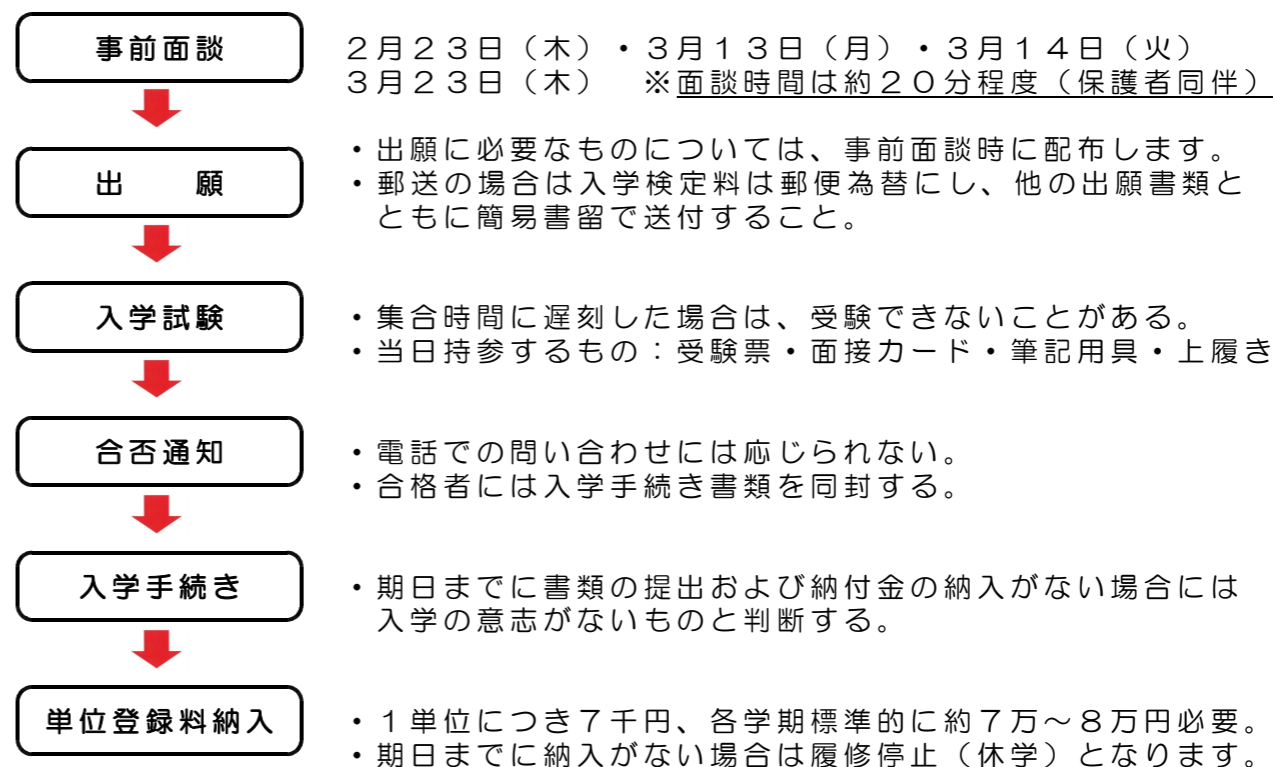 事前面談
２月２３日（木）・３月１３日（月）・３月１４日（火）
３月２３日（木）　※面談時間は約２０分程度（保護者同伴）
出　　願
・出願に必要なものについては、事前面談時に配布します。
・郵送の場合は入学検定料は郵便為替にし、他の出願書類と
ともに簡易書留で送付すること。
入学試験
・集合時間に遅刻した場合は、受験できないことがある。
・当日持参するもの：受験票・面接カード・筆記用具・上履き
合否通知
・電話での問い合わせには応じられない。
・合格者には入学手続き書類を同封する。
入学手続き
・期日までに書類の提出および納付金の納入がない場合には
入学の意志がないものと判断する。
単位登録料納入
・１単位につき７千円、各学期標準的に約７万～８万円必要。
・期日までに納入がない場合は履修停止（休学）となります。